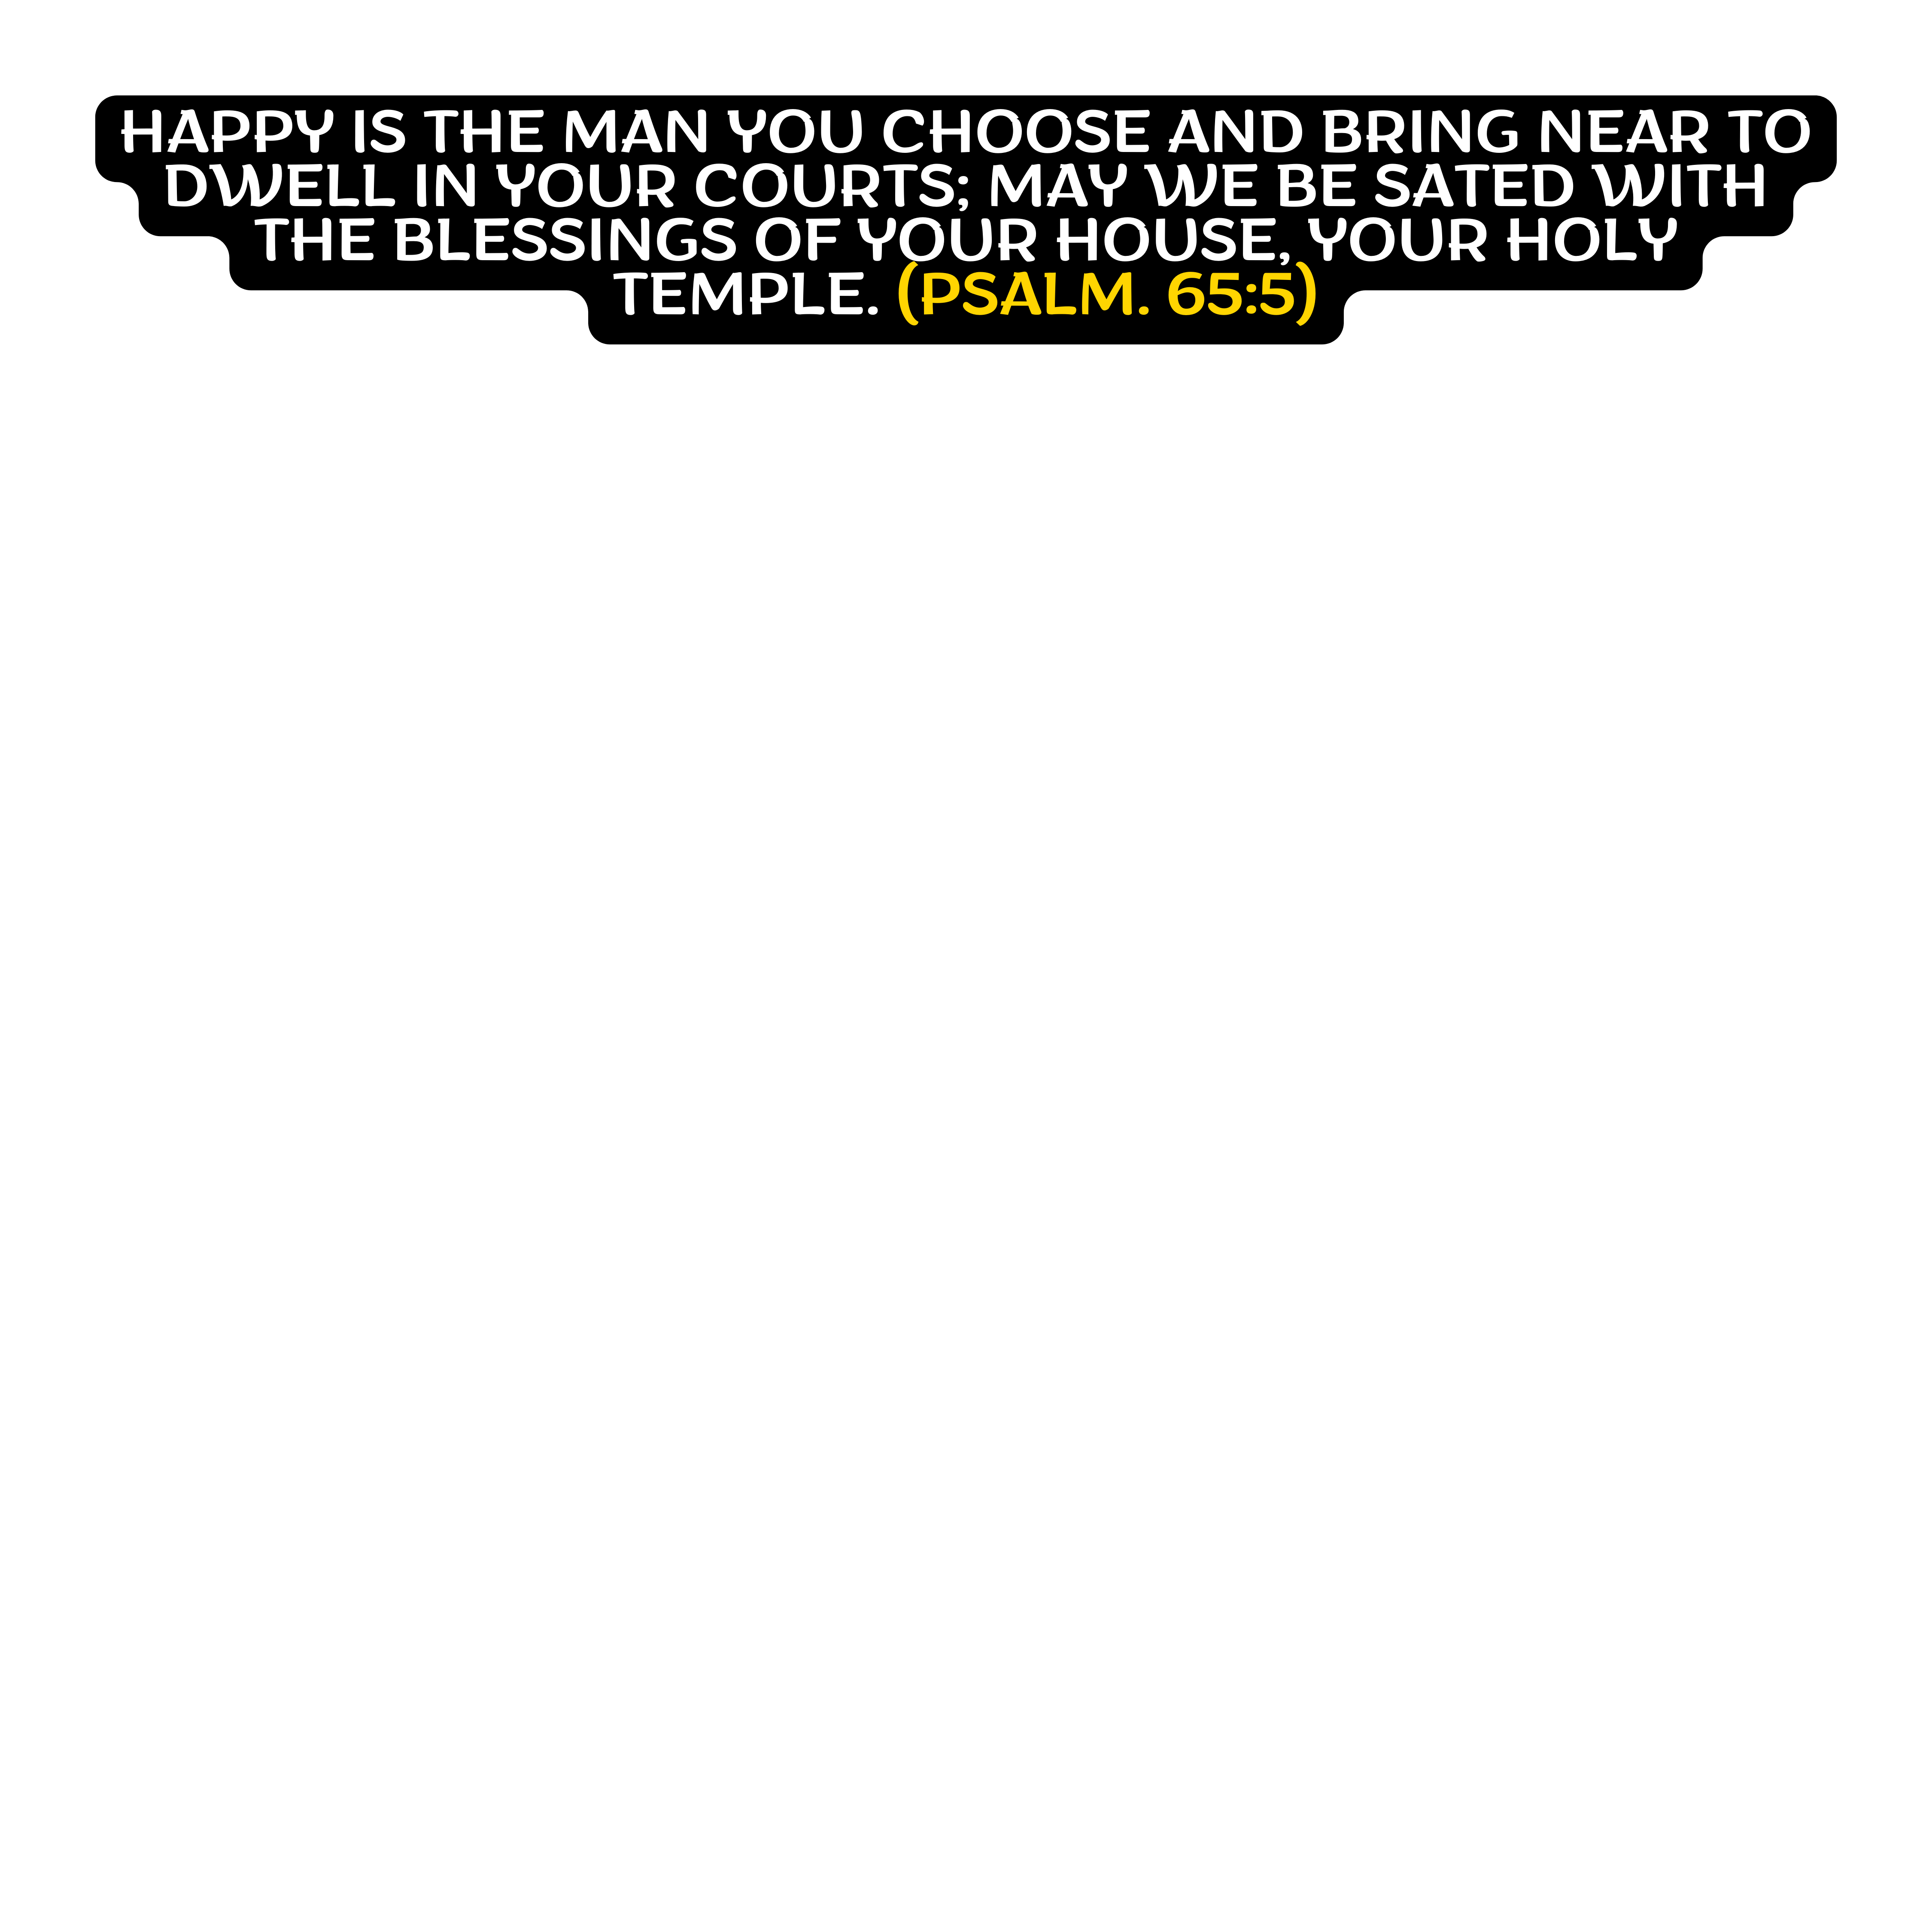 HAPPY IS THE MAN YOU CHOOSE AND BRING NEAR TO
DWELL IN YOUR COURTS; MAY WE BE SATED WITH
THE BLESSINGS OF YOUR HOUSE, YOUR HOLY
TEMPLE. (PSALM. 65:5)